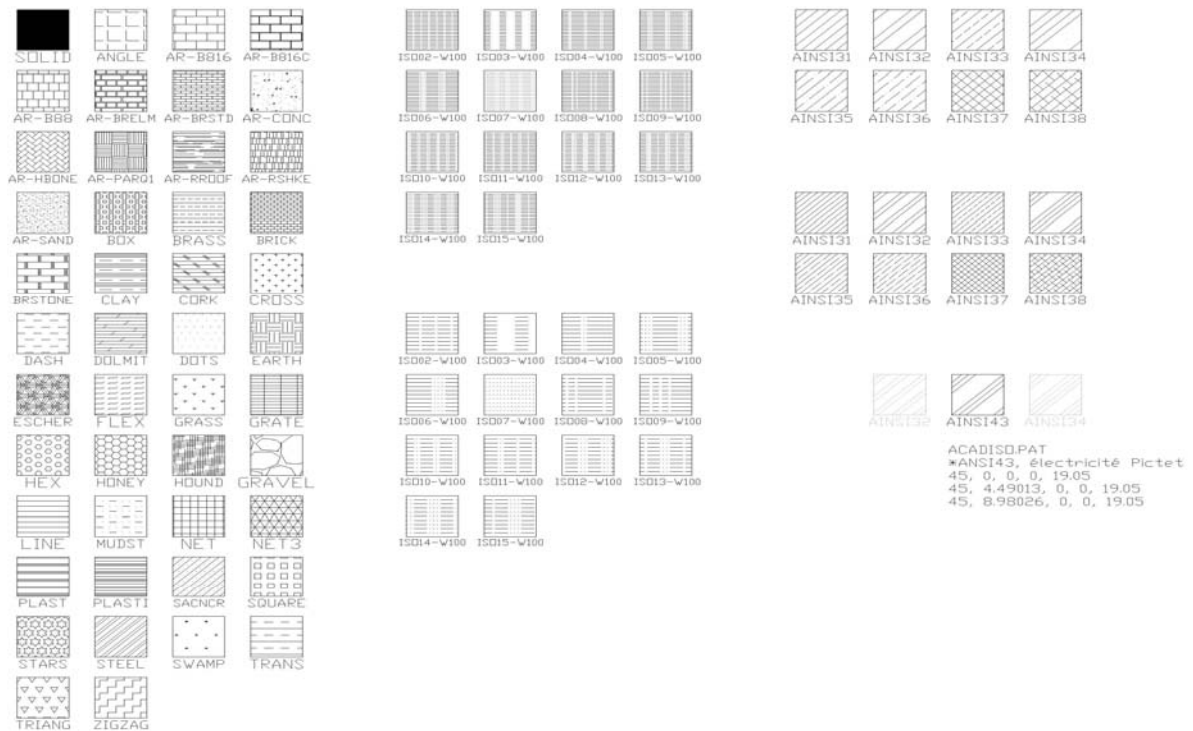 SOLID ANGLE AR-B816 AR-B816C
AR-B88 AR-BRELM AR-BRSTD AR-CONC
AR-HBONE AR-PARQ1 AR-RROOF AR-RSHKE
AR-SAND BOX BRASS BRICK
BRSTONE CLAY CORK CROSS
DASH DOLMIT DOTS EARTH
ESCHER FLEX GRASS GRATE
HEX HONEY HOUND GRAVEL
LINE MUDST NET NET3
PLAST PLASTI SACNCR SQUARE
STARS STEEL SWAMP TRANS
TRIANG ZIGZAG
ISO02-W100 ISO03-W100 ISO04-W100 ISO05-W100
ISO06-W100 ISO07-W100 ISO08-W100 ISO09-W100
ISO10-W100 ISO11-W100 ISO12-W100 ISO13-W100
ISO14-W100 ISO15-W100
ISO02-W100 ISO03-W100 ISO04-W100 ISO05-W100
ISO06-W100 ISO07-W100 ISO08-W100 ISO09-W100
ISO10-W100 ISO11-W100 ISO12-W100 ISO13-W100
ISO14-W100 ISO15-W100
AINSI31 AINSI32 AINSI33 AINSI34
AINSI35 AINSI36 AINSI37 AINSI38
AINSI31 AINSI32 AINSI33 AINSI34
AINSI35 AINSI36 AINSI37 AINSI38
AINSI32 ANSI43 AINSI34
ACADISO.PAT
*ANSI43, électricité Pictet
45, 0, 0, 0, 19.05
45, 4.49013, 0, 0, 19.05
45, 8.98026, 0, 0, 19.05